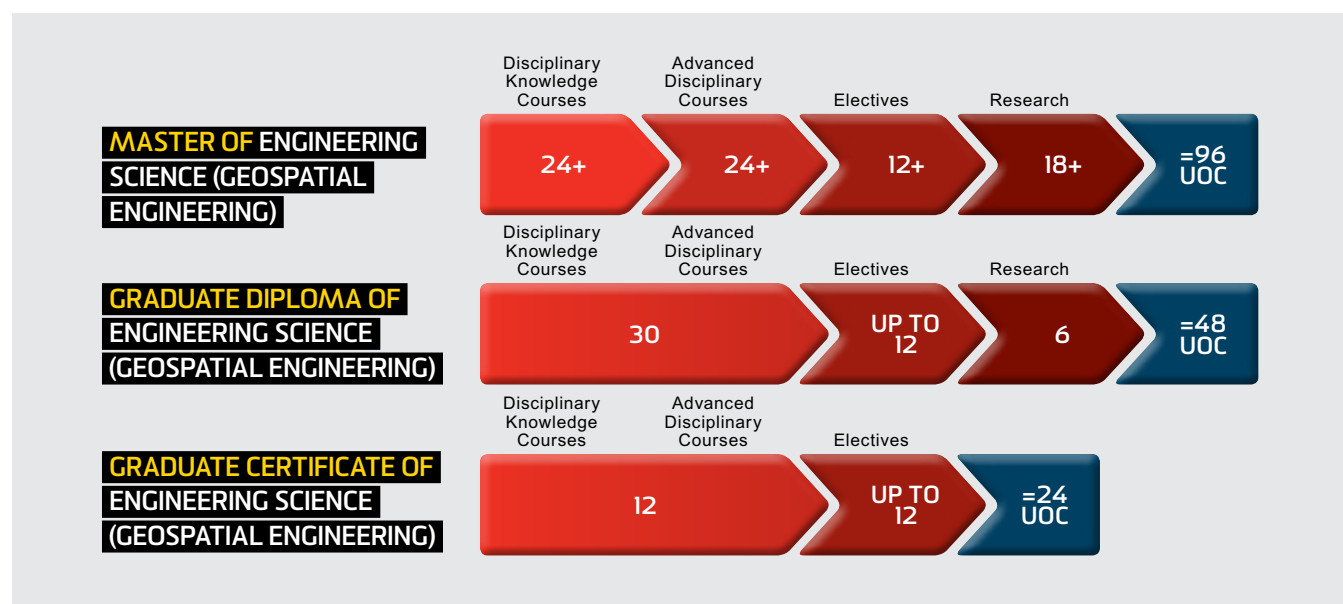 Disciplinary
Knowledge
Courses
Advanced
Disciplinary
Courses
Electives
Research
MASTER OF ENGINEERING
SCIENCE (GEOSPATIAL
ENGINEERING)
24+
24+
12+
18+
=96
UOC
Disciplinary
Knowledge
Courses
Advanced
Disciplinary
Courses
Electives
Research
GRADUATE DIPLOMA OF
ENGINEERING SCIENCE
(GEOSPATIAL ENGINEERING)
30
UP TO
12
6
=48
UOC
Disciplinary
Knowledge
Courses
Advanced
Disciplinary
Courses
Electives
GRADUATE CERTIFICATE OF
ENGINEERING SCIENCE
(GEOSPATIAL ENGINEERING)
12
UP TO
12
=24
UOC